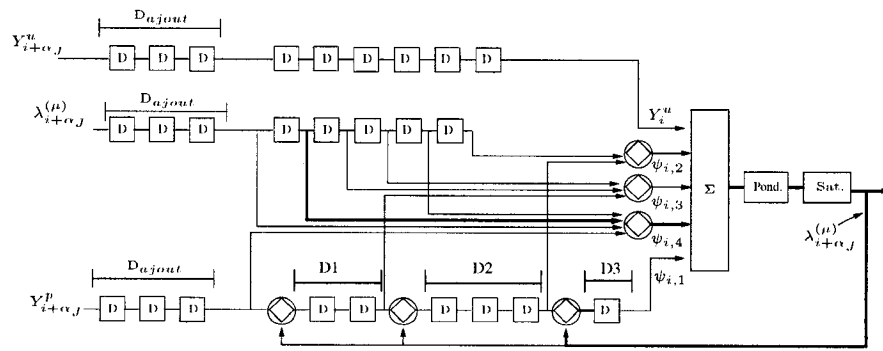 D_ajout
Y^u_{i+α_J}
D D D D D D D D D
D_ajout
λ^{(μ)}_{i+α_J}
D D D D D D D D
Y^u_i
ψ_{i,2}
ψ_{i,3}
ψ_{i,4}
ψ_{i,1}
Σ
Pond.
Sat.
λ^{(μ)}_{i+α_J}
D_ajout
D1
D2
D3
Y^p_{i+α_J}
D D D D D D D D D